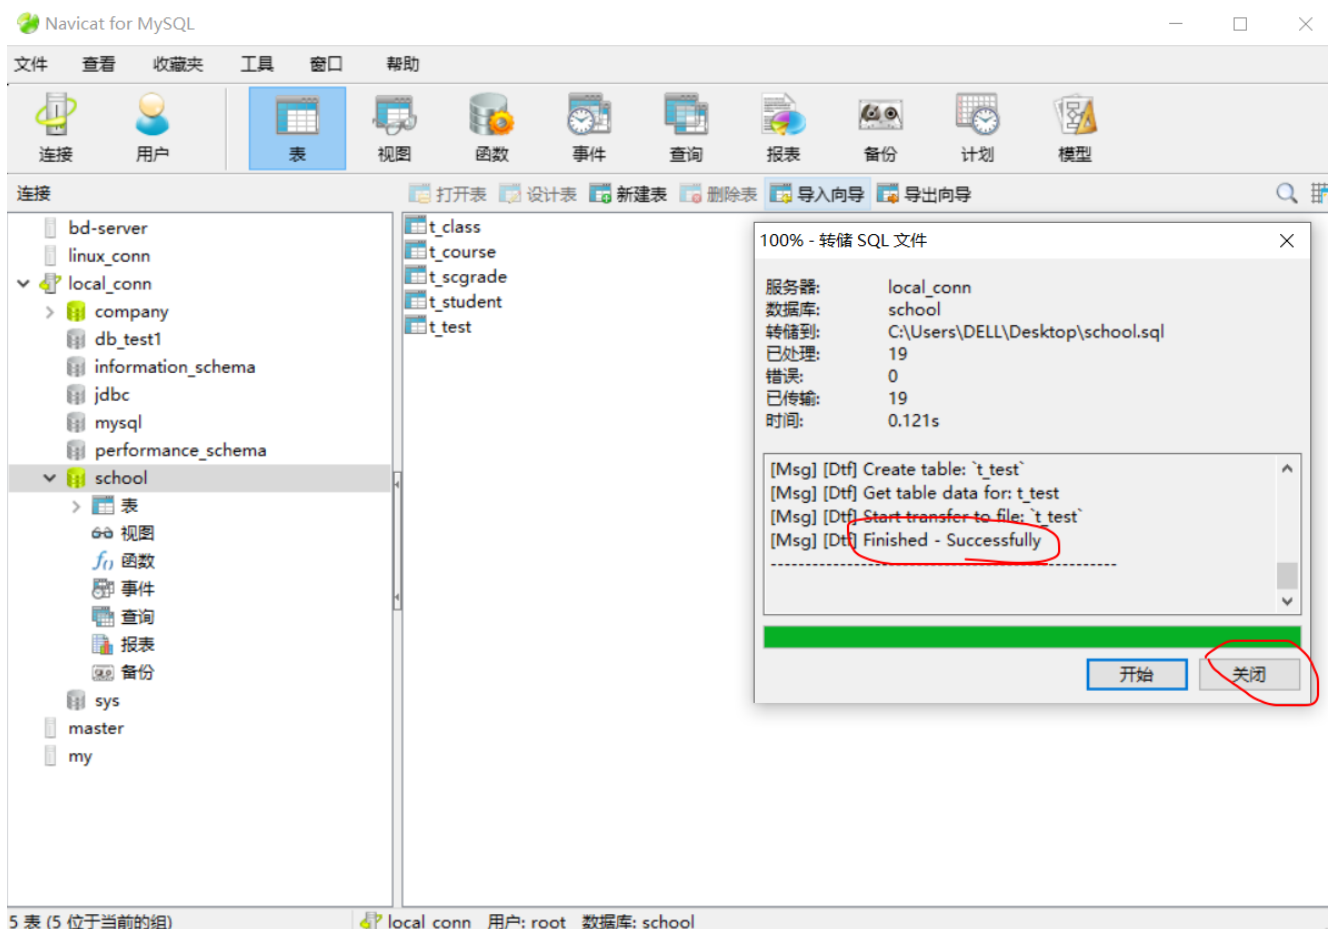 Navicat for MySQL
文件 查看 收藏夹 工具 窗口 帮助
连接 用户 表 视图 函数 事件 查询 报表 备份 计划 模型
连接
打开表 设计表 新建表 删除表 导入向导 导出向导
bd-server
linux_conn
local_conn
company
db_test1
information_schema
jdbc
mysql
performance_schema
school
表
视图
函数
事件
查询
报表
备份
sys
master
my
t_class
t_course
t_scgrade
t_student
t_test
100% - 转储 SQL 文件
服务器: local_conn
数据库: school
转储到: C:\Users\DELL\Desktop\school.sql
已处理: 19
错误: 0
已传输: 19
时间: 0.121s
[Msg] [Dtf] Create table: `t_test`
[Msg] [Dtf] Get table data for: t_test
[Msg] [Dtf] Start transfer to file: `t_test`
[Msg] [Dtf] Finished - Successfully
--------------------------------------------------
开始 关闭
5 表 (5 位于当前的组) local_conn 用户: root 数据库: school